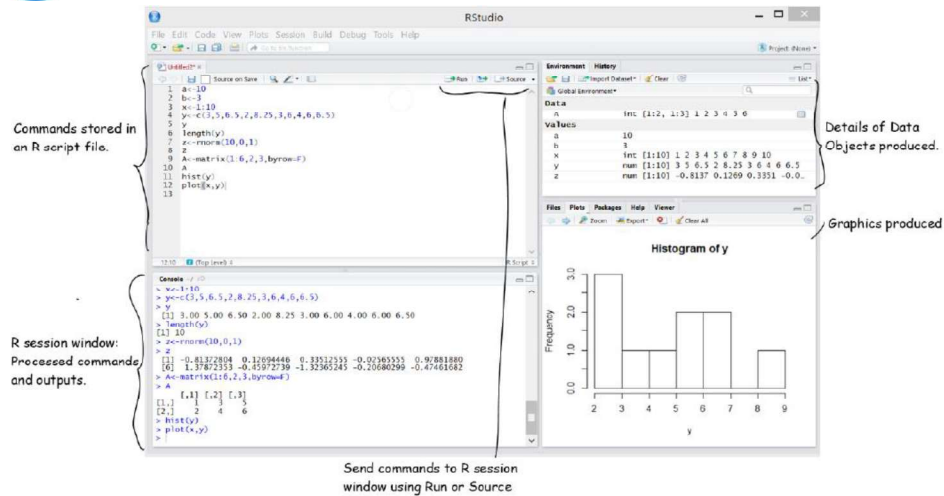 RStudio
File Edit Code View Plots Session Build Debug Tools Help
Go to file/function
Project: (None)
Untitled2*
Source on Save
Run
Source
1 a<-10
2 b<-3
3 x<-1:10
4 y<-c(3,5,6.5,2,8.25,3,6,4,6,6.5)
5 y
6 length(y)
7 z<-rnorm(10,0,1)
8 z
9 A<-matrix(1:6,2,3,byrow=F)
10 A
11 hist(y)
12 plot(x,y)
13
12:10 (Top Level)
R Script
Console
> x<-1:10
> y<-c(3,5,6.5,2,8.25,3,6,4,6,6.5)
> y
[1] 3.00 5.00 6.50 2.00 8.25 3.00 6.00 4.00 6.00 6.50
> length(y)
[1] 10
> z<-rnorm(10,0,1)
> z
[1] -0.81372804 0.12694446 0.33512555 -0.02565555 0.97881880
[6] 1.37872353 -0.45972739 -1.32365245 -0.20680299 -0.47461682
> A<-matrix(1:6,2,3,byrow=F)
> A
[,1] [,2] [,3]
[1,] 1 3 5
[2,] 2 4 6
> hist(y)
> plot(x,y)
>
Environment History
Import Dataset Clear
List
Global Environment
Data
A int [1:2, 1:3] 1 2 3 4 5 6
Values
a 10
b 3
x int [1:10] 1 2 3 4 5 6 7 8 9 10
y num [1:10] 3 5 6.5 2 8.25 3 6 4 6 6.5
z num [1:10] -0.8137 0.1269 0.3351 -0.0..
Files Plots Packages Help Viewer
Zoom Export Clear All
Histogram of y
Frequency
3.0
2.0
1.0
0.0
2 3 4 5 6 7 8 9
y
Commands stored in
an R script file.
R session window:
Processed commands
and outputs.
Details of Data
Objects produced.
Graphics produced
Send commands to R session
window using Run or Source